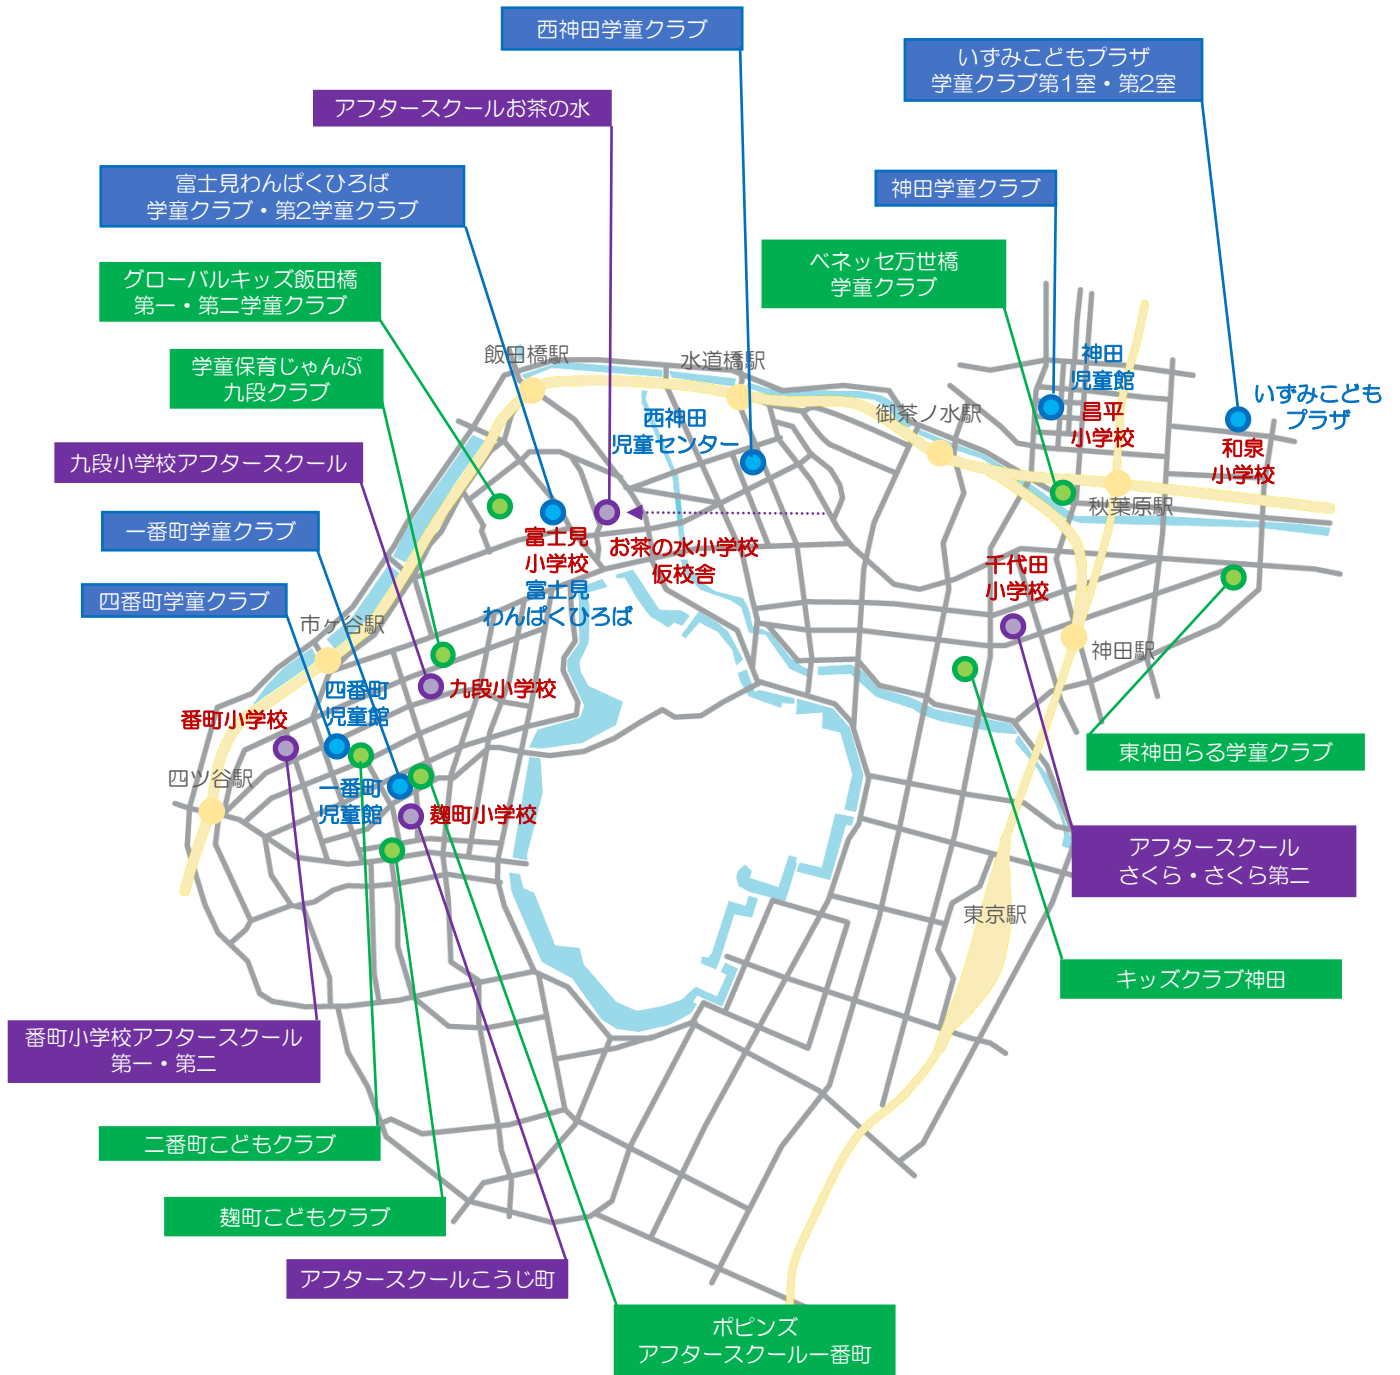 西神田学童クラブ
いずみこどもプラザ
学童クラブ第1室・第2室
アフタースクールお茶の水
富士見わんぱくひろば
学童クラブ・第2学童クラブ
神田学童クラブ
グローバルキッズ飯田橋
第一・第二学童クラブ
ベネッセ万世橋
学童クラブ
学童保育じゃんぷ
九段クラブ
飯田橋駅
水道橋駅
神田
児童館
いずみこども
プラザ
御茶ノ水駅
昌平
小学校
西神田
児童センター
和泉
小学校
九段小学校アフタースクール
秋葉原駅
一番町学童クラブ
富士見
小学校
富士見
わんぱくひろば
お茶の水小学校
仮校舎
千代田
小学校
四番町学童クラブ
市ヶ谷駅
神田駅
四番町
児童館
九段小学校
番町小学校
東神田らる学童クラブ
四ツ谷駅
一番町
児童館
麹町小学校
アフタースクール
さくら・さくら第二
東京駅
キッズクラブ神田
番町小学校アフタースクール
第一・第二
二番町こどもクラブ
麹町こどもクラブ
アフタースクールこうじ町
ポピンズ
アフタースクール一番町